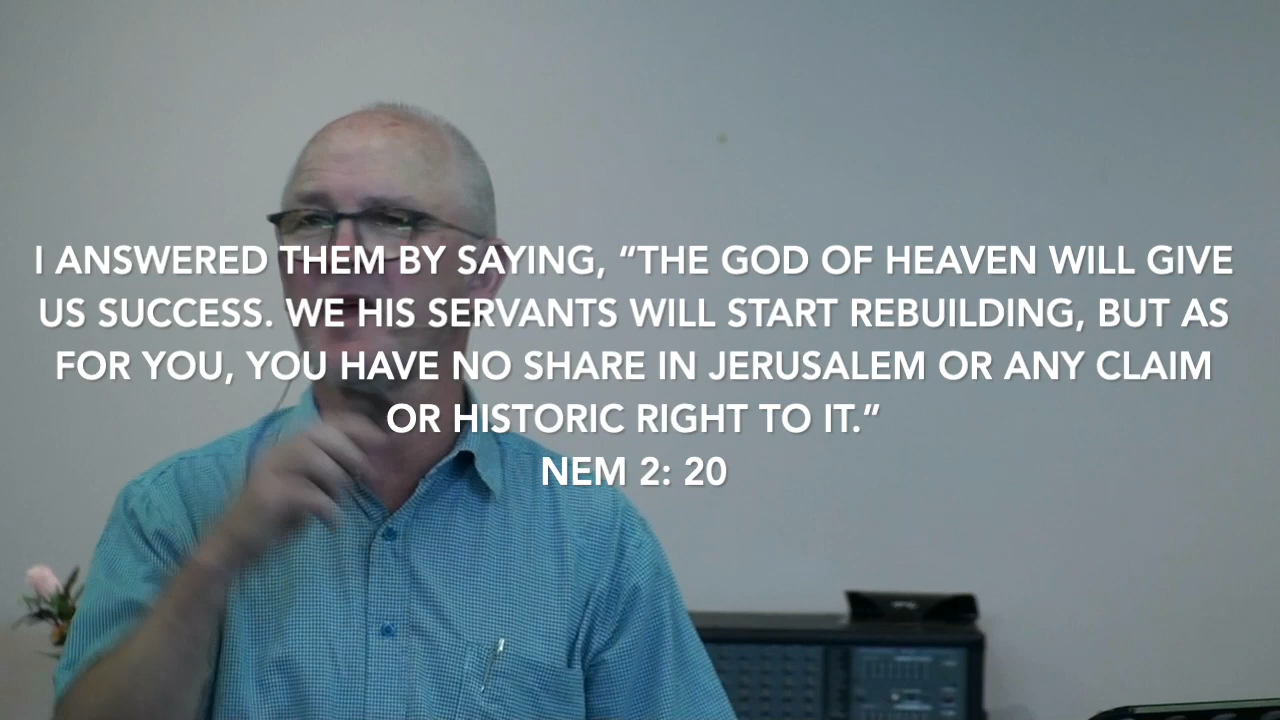 I ANSWERED THEM BY SAYING, “THE GOD OF HEAVEN WILL GIVE
US SUCCESS. WE HIS SERVANTS WILL START REBUILDING, BUT AS
FOR YOU, YOU HAVE NO SHARE IN JERUSALEM OR ANY CLAIM
OR HISTORIC RIGHT TO IT.”
NEM 2: 20